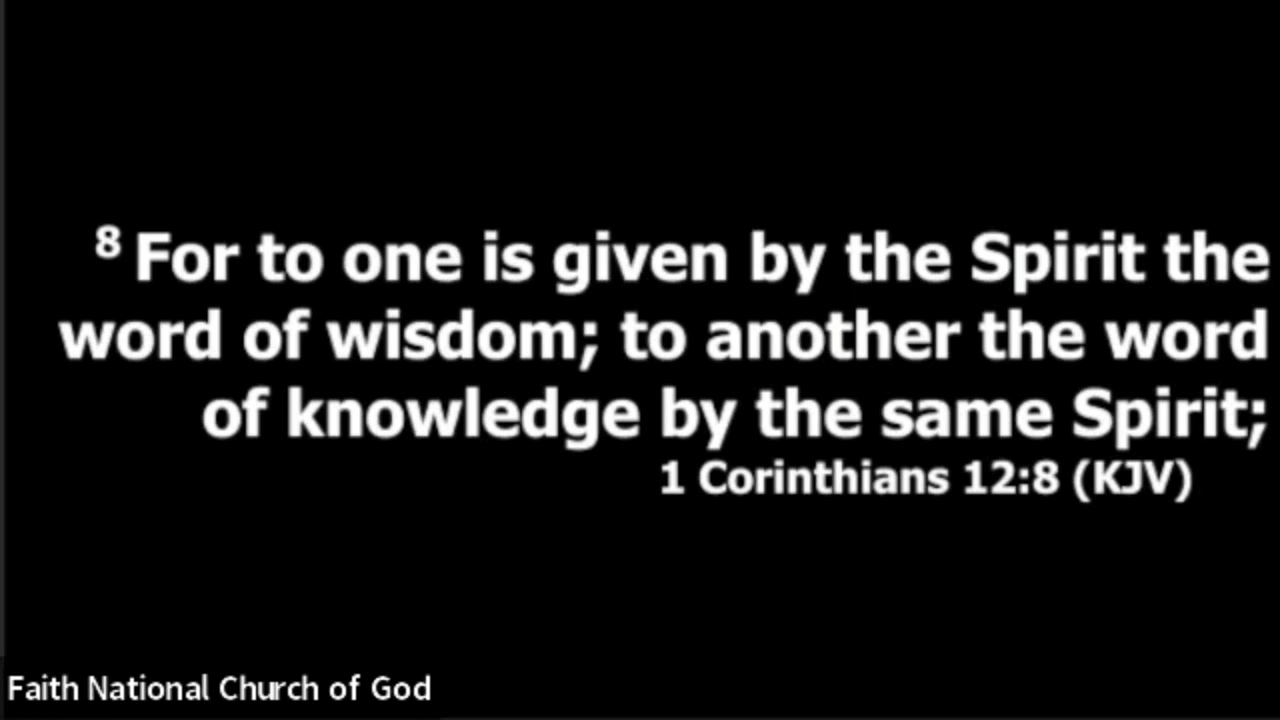 8 For to one is given by the Spirit the
word of wisdom; to another the word
of knowledge by the same Spirit;
1 Corinthians 12:8 (KJV)
Faith National Church of God